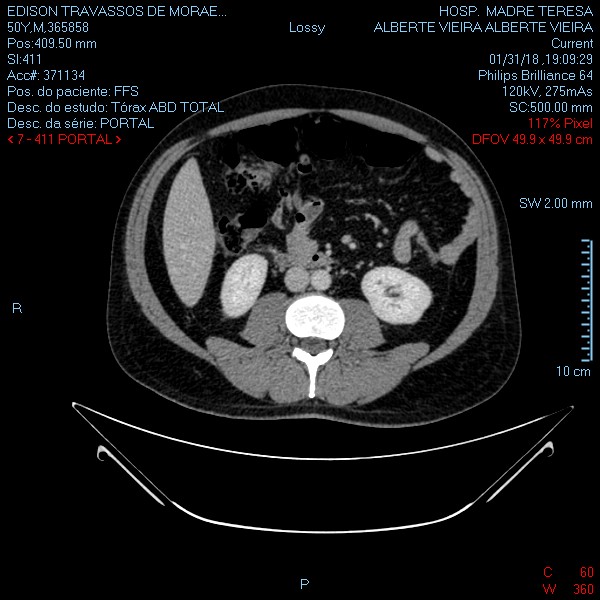 EDISON TRAVASSOS DE MORAE...
50Y,M,365858
Pos:409.50 mm
SI:411
Acc#: 371134
Pos. do paciente: FFS
Desc. do estudo: Tórax ABD TOTAL
Desc. da série: PORTAL
< 7 - 411 PORTAL >
Lossy
HOSP. MADRE TERESA
ALBERTE VIEIRA ALBERTE VIEIRA
Current
01/31/18 ,19:09:29
Philips Brilliance 64
120kV, 275mAs
SC:500.00 mm
117% Pixel
DFOV 49.9 x 49.9 cm
SW 2.00 mm
R
10 cm
P
C 60
W 360